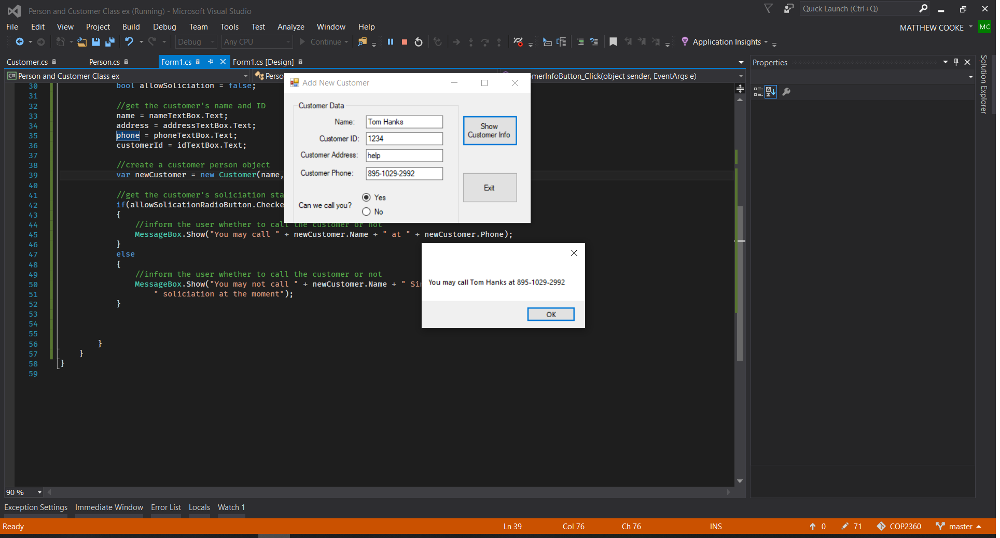 Person and Customer Class ex (Running) - Microsoft Visual Studio
Quick Launch (Ctrl+Q)
File Edit View Project Build Debug Team Tools Test Analyze Window Help
MATTHEW COOKE MC
Debug Any CPU Continue Application Insights
Customer.cs Person.cs Form1.cs Form1.cs [Design]
Properties
Solution Explorer
C# Person and Customer Class ex
Perso
merInfoButton_Click(object sender, EventArgs e)
30 bool allowSoliciation = false;
31
32 //get the customer's name and ID
33 name = nameTextBox.Text;
34 address = addressTextBox.Text;
35 phone = phoneTextBox.Text;
36 customerId = idTextBox.Text;
37
38 //create a customer person object
39 var newCustomer = new Customer(name,
40
41 //get the customer's soliciation sta
42 if(allowSolicationRadioButton.Checke
43 {
44 //inform the user whether to call the customer or not
45 MessageBox.Show("You may call " + newCustomer.Name + " at " + newCustomer.Phone);
46 }
47 else
48 {
49 //inform the user whether to call the customer or not
50 MessageBox.Show("You may not call " + newCustomer.Name + " Sin
51 " soliciation at the moment");
52 }
53
54
55
56 }
57 }
58 }
59
Add New Customer
Customer Data
Name: Tom Hanks
Customer ID: 1234
Customer Address: help
Customer Phone: 895-1029-2992
Can we call you?
Yes
No
Show
Customer Info
Exit
You may call Tom Hanks at 895-1029-2992
OK
90 %
Exception Settings Immediate Window Error List Locals Watch 1
Ready Ln 39 Col 76 Ch 76 INS 0 71 COP2360 master